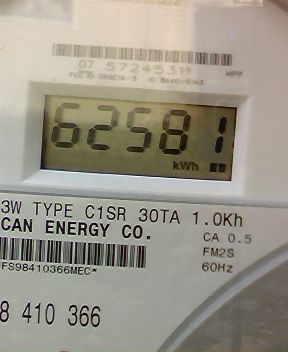 07 57245311 HPP
62581
kWh
3W TYPE C1SR 30TA 1.0Kh
CAN ENERGY CO. CA 0.5
FM2S
FS98410366MEC* 60Hz
8 410 366